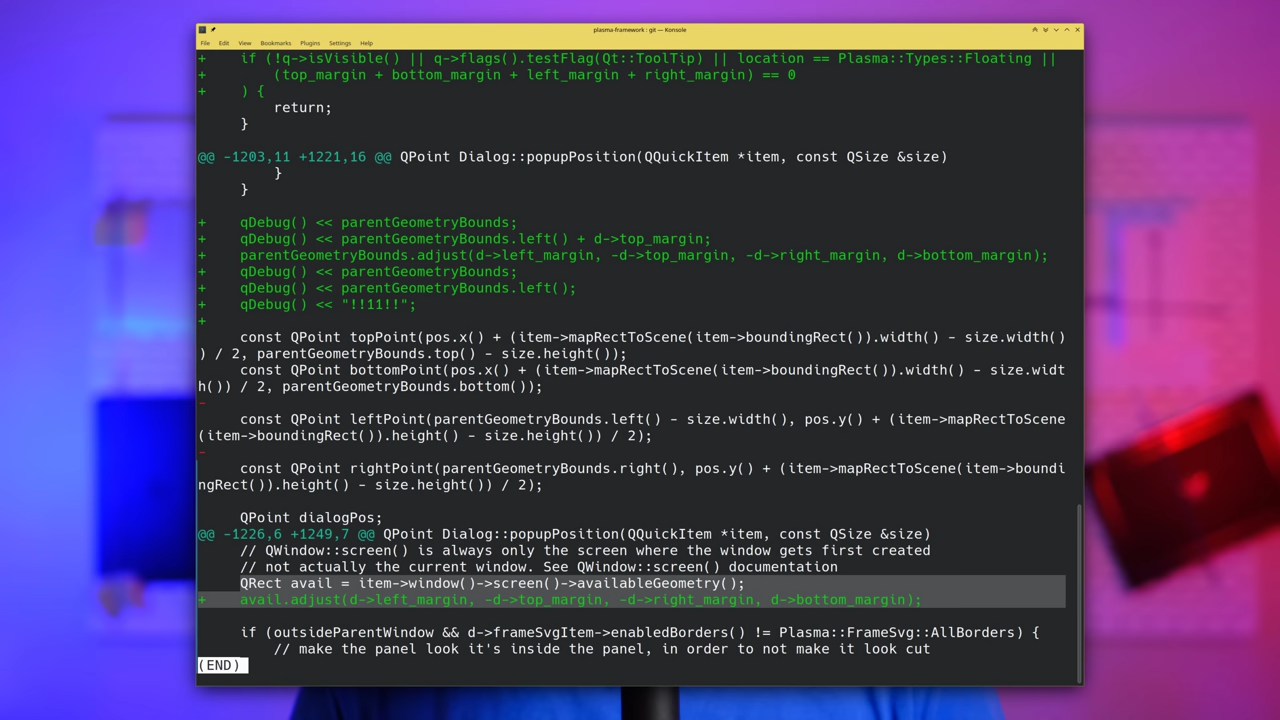 plasma-framework : git — Konsole
File Edit View Bookmarks Plugins Settings Help
+    if (!q->isVisible() || q->flags().testFlag(Qt::ToolTip) || location == Plasma::Types::Floating ||
+        (top_margin + bottom_margin + left_margin + right_margin) == 0
+    ) {
         return;
     }
@@ -1203,11 +1221,16 @@ QPoint Dialog::popupPosition(QQuickItem *item, const QSize &size)
         }
     }
+    qDebug() << parentGeometryBounds;
+    qDebug() << parentGeometryBounds.left() + d->top_margin;
+    parentGeometryBounds.adjust(d->left_margin, -d->top_margin, -d->right_margin, d->bottom_margin);
+    qDebug() << parentGeometryBounds;
+    qDebug() << parentGeometryBounds.left();
+    qDebug() << "!!11!!";
+
     const QPoint topPoint(pos.x() + (item->mapRectToScene(item->boundingRect()).width() - size.width()
) / 2, parentGeometryBounds.top() - size.height());
     const QPoint bottomPoint(pos.x() + (item->mapRectToScene(item->boundingRect()).width() - size.widt
h()) / 2, parentGeometryBounds.bottom());
-
     const QPoint leftPoint(parentGeometryBounds.left() - size.width(), pos.y() + (item->mapRectToScene
(item->boundingRect()).height() - size.height()) / 2);
-
     const QPoint rightPoint(parentGeometryBounds.right(), pos.y() + (item->mapRectToScene(item->boundi
ngRect()).height() - size.height()) / 2);
     QPoint dialogPos;
@@ -1226,6 +1249,7 @@ QPoint Dialog::popupPosition(QQuickItem *item, const QSize &size)
     // QWindow::screen() is always only the screen where the window gets first created
     // not actually the current window. See QWindow::screen() documentation
     QRect avail = item->window()->screen()->availableGeometry();
+    avail.adjust(d->left_margin, -d->top_margin, -d->right_margin, d->bottom_margin);
     if (outsideParentWindow && d->frameSvgItem->enabledBorders() != Plasma::FrameSvg::AllBorders) {
         // make the panel look it's inside the panel, in order to not make it look cut
(END)